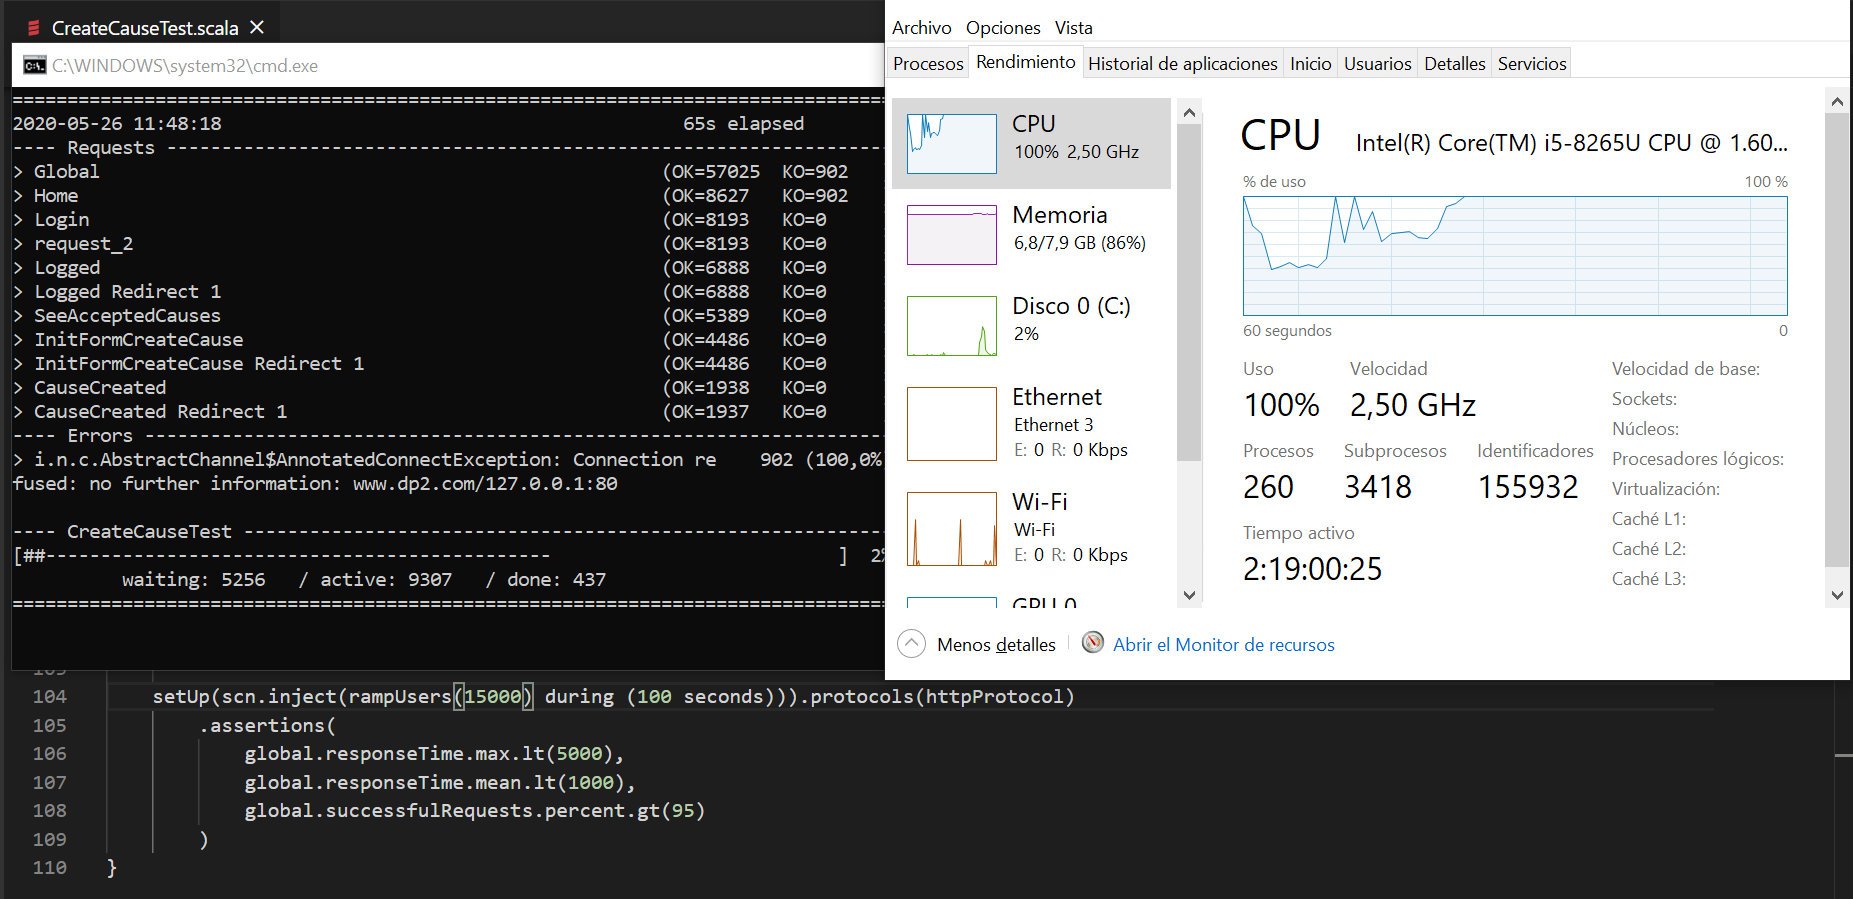 CreateCauseTest.scala
C:\WINDOWS\system32\cmd.exe
================================================================================
2020-05-26 11:48:18 65s elapsed
---- Requests ------------------------------------------------------------------
> Global (OK=57025 KO=902
> Home (OK=8627 KO=902
> Login (OK=8193 KO=0
> request_2 (OK=8193 KO=0
> Logged (OK=6888 KO=0
> Logged Redirect 1 (OK=6888 KO=0
> SeeAcceptedCauses (OK=5389 KO=0
> InitFormCreateCause (OK=4486 KO=0
> InitFormCreateCause Redirect 1 (OK=4486 KO=0
> CauseCreated (OK=1938 KO=0
> CauseCreated Redirect 1 (OK=1937 KO=0
---- Errors --------------------------------------------------------------------
> i.n.c.AbstractChannel$AnnotatedConnectException: Connection re 902 (100,0%)
fused: no further information: www.dp2.com/127.0.0.1:80
---- CreateCauseTest -----------------------------------------------------------
[##---------------------------------------------- ] 2%
waiting: 5256 / active: 9307 / done: 437
================================================================================
Archivo Opciones Vista
Procesos Rendimiento Historial de aplicaciones Inicio Usuarios Detalles Servicios
CPU
100% 2,50 GHz
Memoria
6,8/7,9 GB (86%)
Disco 0 (C:)
2%
Ethernet
Ethernet 3
E: 0 R: 0 Kbps
Wi-Fi
Wi-Fi
E: 0 R: 0 Kbps
GPU 0
CPU Intel(R) Core(TM) i5-8265U CPU @ 1.60...
% de uso 100 %
60 segundos 0
Uso Velocidad
100% 2,50 GHz
Procesos Subprocesos Identificadores
260 3418 155932
Tiempo activo
2:19:00:25
Velocidad de base:
Sockets:
Núcleos:
Procesadores lógicos:
Virtualización:
Caché L1:
Caché L2:
Caché L3:
Menos detalles Abrir el Monitor de recursos
103
104 setUp(scn.inject(rampUsers(15000) during (100 seconds))).protocols(httpProtocol)
105 .assertions(
106 global.responseTime.max.lt(5000),
107 global.responseTime.mean.lt(1000),
108 global.successfulRequests.percent.gt(95)
109 )
110 }